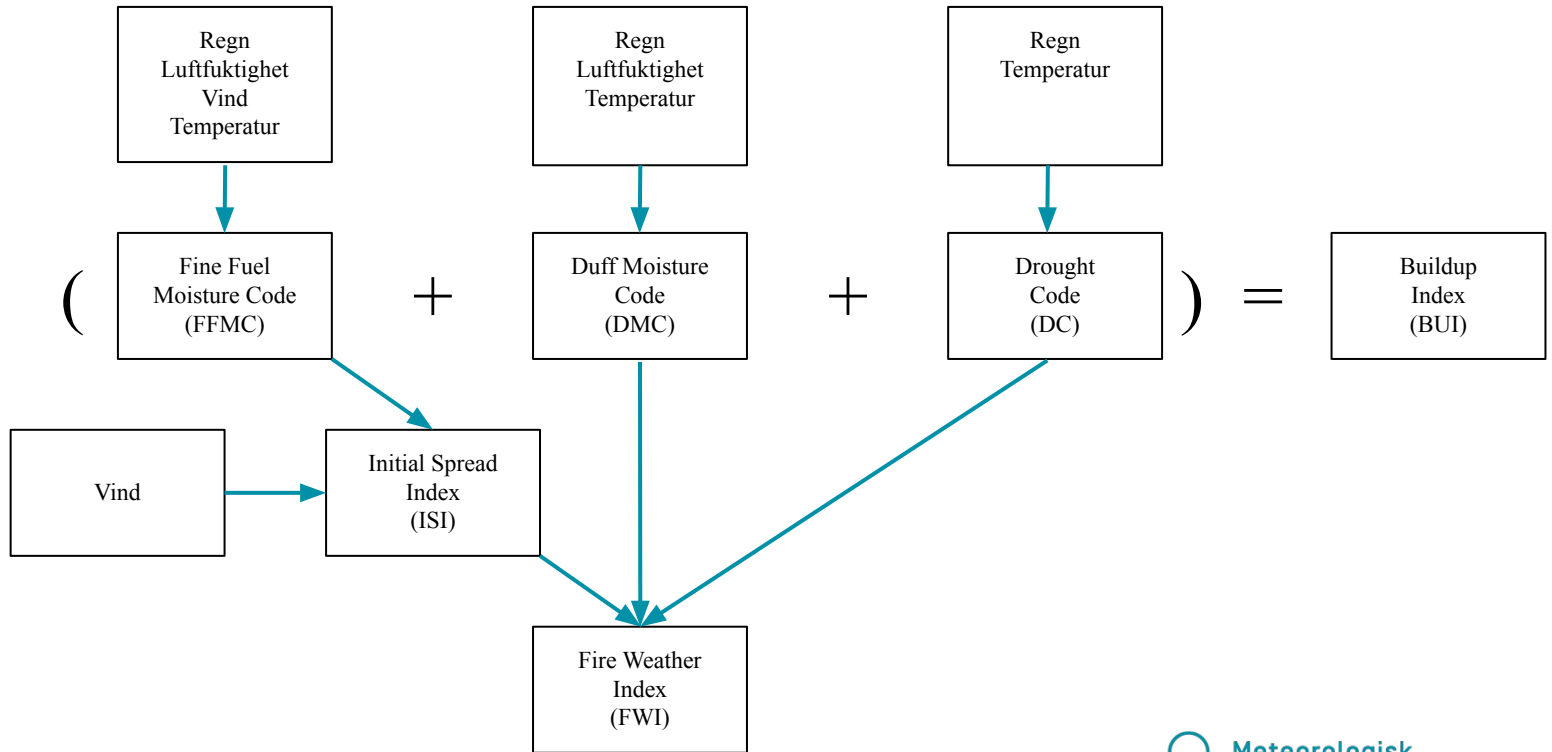 Regn
Luftfuktighet
Vind
Temperatur
Regn
Luftfuktighet
Temperatur
Regn
Temperatur
(
Fine Fuel
Moisture Code
(FFMC)
+
Duff Moisture
Code
(DMC)
+
Drought
Code
(DC)
)
=
Buildup
Index
(BUI)
Vind
Initial Spread
Index
(ISI)
Fire Weather
Index
(FWI)
Meteorologisk